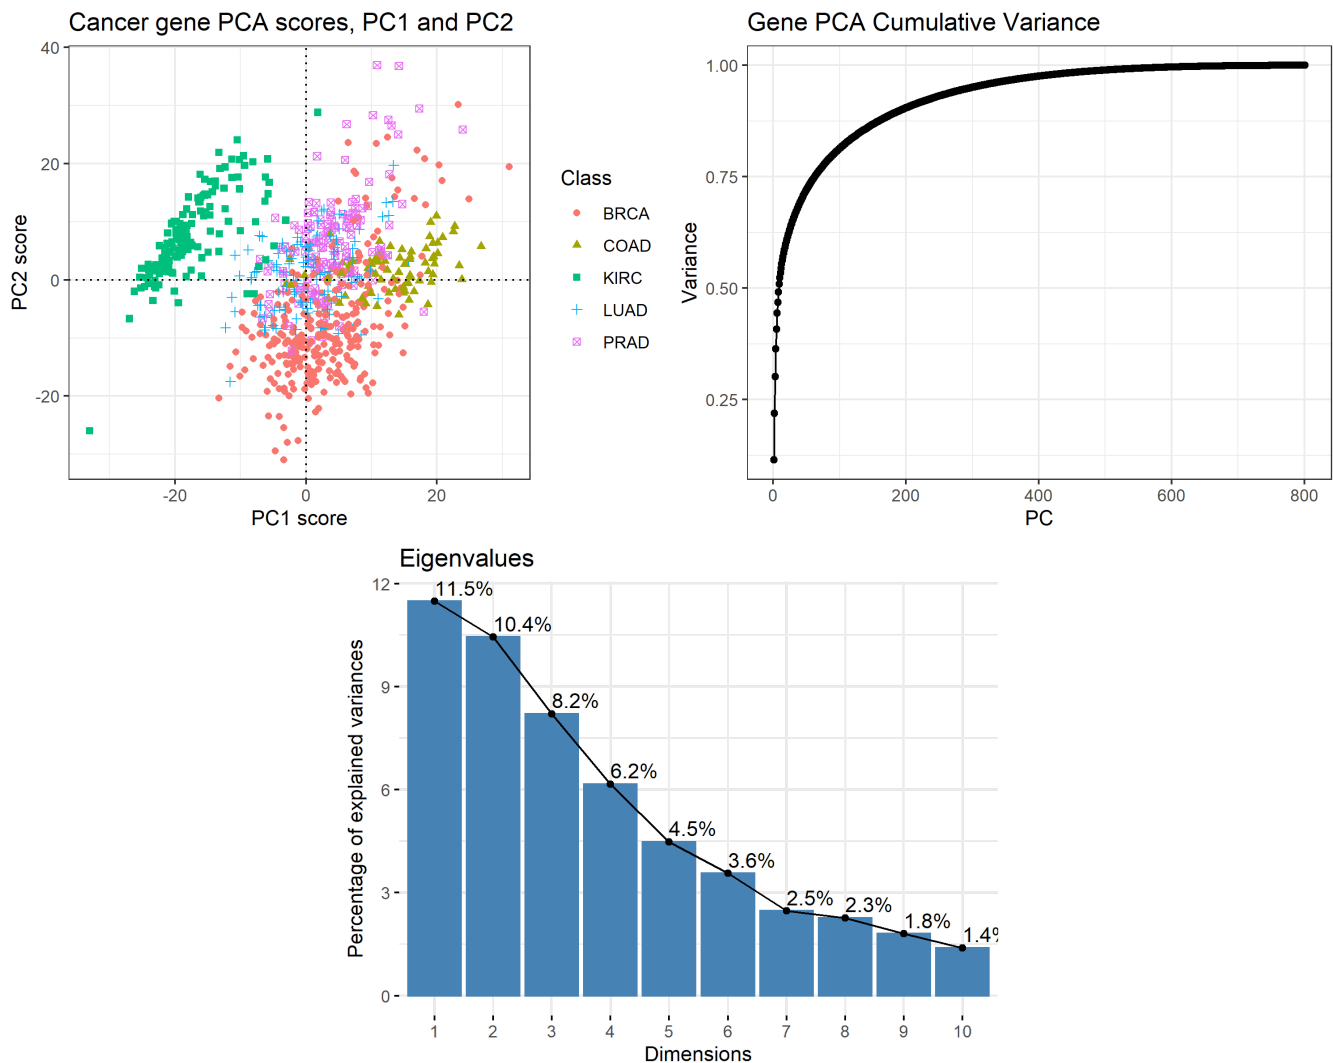 Cancer gene PCA scores, PC1 and PC2
40
20
0
-20
PC2 score
-20
0
20
PC1 score
Class
BRCA
COAD
KIRC
LUAD
PRAD
Gene PCA Cumulative Variance
1.00
0.75
0.50
0.25
Variance
0
200
400
600
800
PC
Eigenvalues
12
9
6
3
0
Percentage of explained variances
11.5%
10.4%
8.2%
6.2%
4.5%
3.6%
2.5%
2.3%
1.8%
1.4%
1
2
3
4
5
6
7
8
9
10
Dimensions